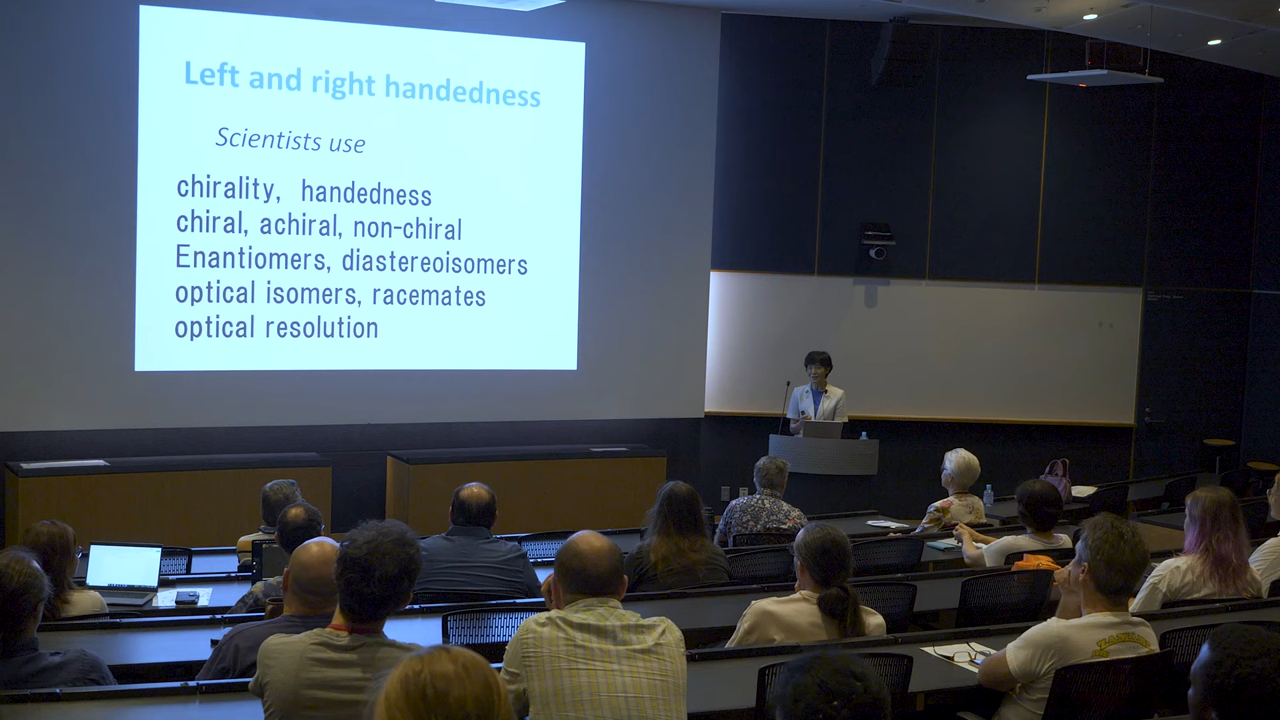 Left and right handedness
Scientists use
chirality, handedness
chiral, achiral, non-chiral
Enantiomers, diastereoisomers
optical isomers, racemates
optical resolution